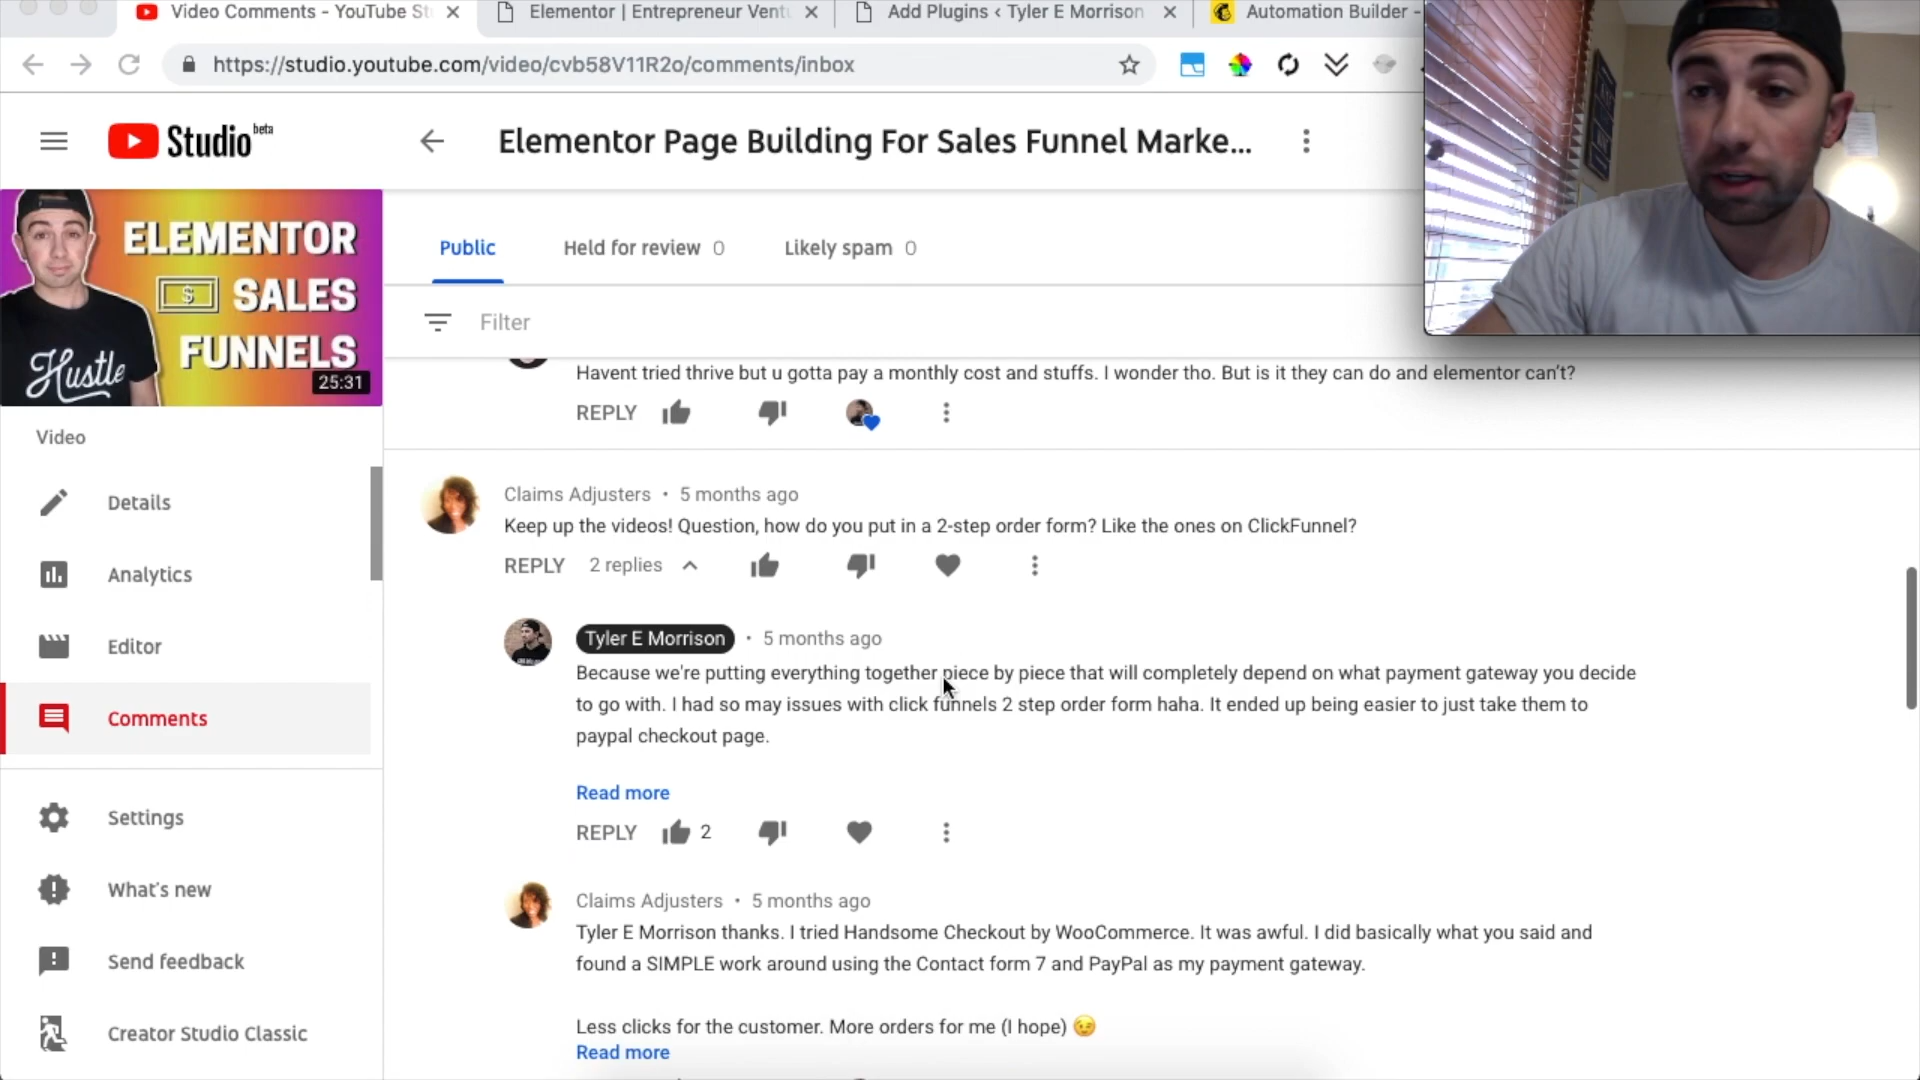 Video Comments - YouTube St
Elementor | Entrepreneur Vent
Add Plugins ‹ Tyler E Morrison
Automation Builder -
https://studio.youtube.com/video/cvb58V11R2o/comments/inbox
Studio beta
Elementor Page Building For Sales Funnel Marke...
ELEMENTOR
$ SALES
FUNNELS
Hustle
25:31
Public
Held for review 0
Likely spam 0
Filter
Havent tried thrive but u gotta pay a monthly cost and stuffs. I wonder tho. But is it they can do and elementor can't?
REPLY
Video
Details
Analytics
Editor
Comments
Settings
What's new
Send feedback
Creator Studio Classic
Claims Adjusters • 5 months ago
Keep up the videos! Question, how do you put in a 2-step order form? Like the ones on ClickFunnel?
REPLY 2 replies
Tyler E Morrison • 5 months ago
Because we're putting everything together piece by piece that will completely depend on what payment gateway you decide
to go with. I had so may issues with click funnels 2 step order form haha. It ended up being easier to just take them to
paypal checkout page.
Read more
REPLY 2
Claims Adjusters • 5 months ago
Tyler E Morrison thanks. I tried Handsome Checkout by WooCommerce. It was awful. I did basically what you said and
found a SIMPLE work around using the Contact form 7 and PayPal as my payment gateway.
Less clicks for the customer. More orders for me (I hope) 😉
Read more